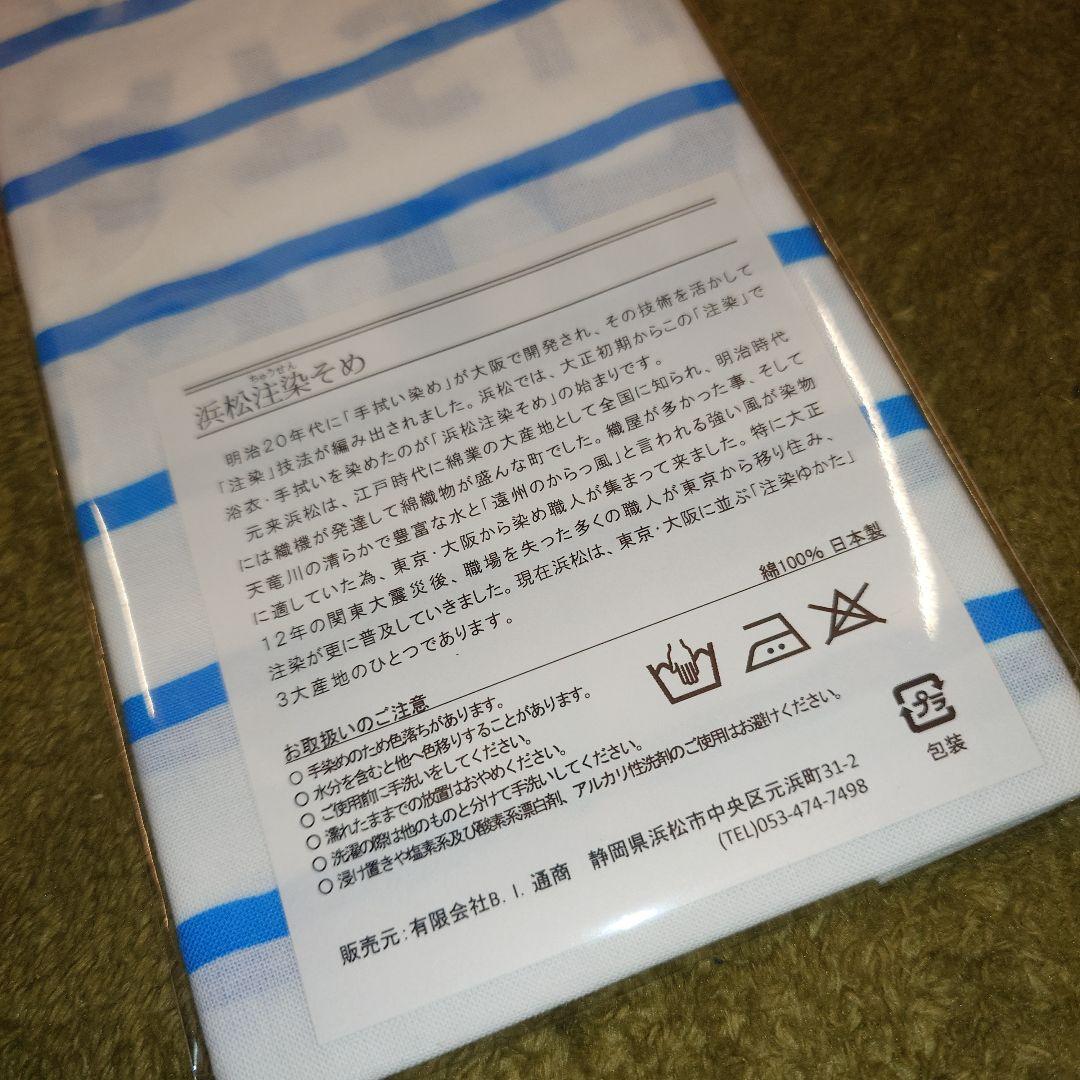 浜松注染そめ
ちゅうせん
明治20年代に「手拭い染め」が大阪で開発され、その技術を活かして
「注染」技法が編み出されました。浜松では、大正初期からこの「注染」で
浴衣・手拭いを染めたのが「浜松注染そめ」の始まりです。
元来浜松は、江戸時代に綿業の大産地として全国に知られ、明治時代
には織機が発達して綿織物が盛んな町でした。織屋が多かった事、そして
天竜川の清らかで豊富な水と「遠州のからっ風」と言われる強い風が染物
に適していた為、東京・大阪から染め職人が集まって来ました。特に大正
12年の関東大震災後、職場を失った多くの職人が東京から移り住み、
注染が更に普及していきました。現在浜松は、東京・大阪に並ぶ「注染ゆかた」
3大産地のひとつであります。
綿100% 日本製
お取扱いのご注意
○ 手染めのため色落ちがあります。
○ 水分を含むと他へ色移りすることがあります。
○ ご使用前に手洗いをしてください。
○ 濡れたままでの放置はおやめください。
○ 洗濯の際は他のものと分けて手洗いしてください。
○ 浸け置きや塩素系及び酸素系漂白剤、アルカリ性洗剤のご使用はお避けください。
プラ
包装
販売元:有限会社B.I.通商 静岡県浜松市中央区元浜町31-2
(TEL)053-474-7498